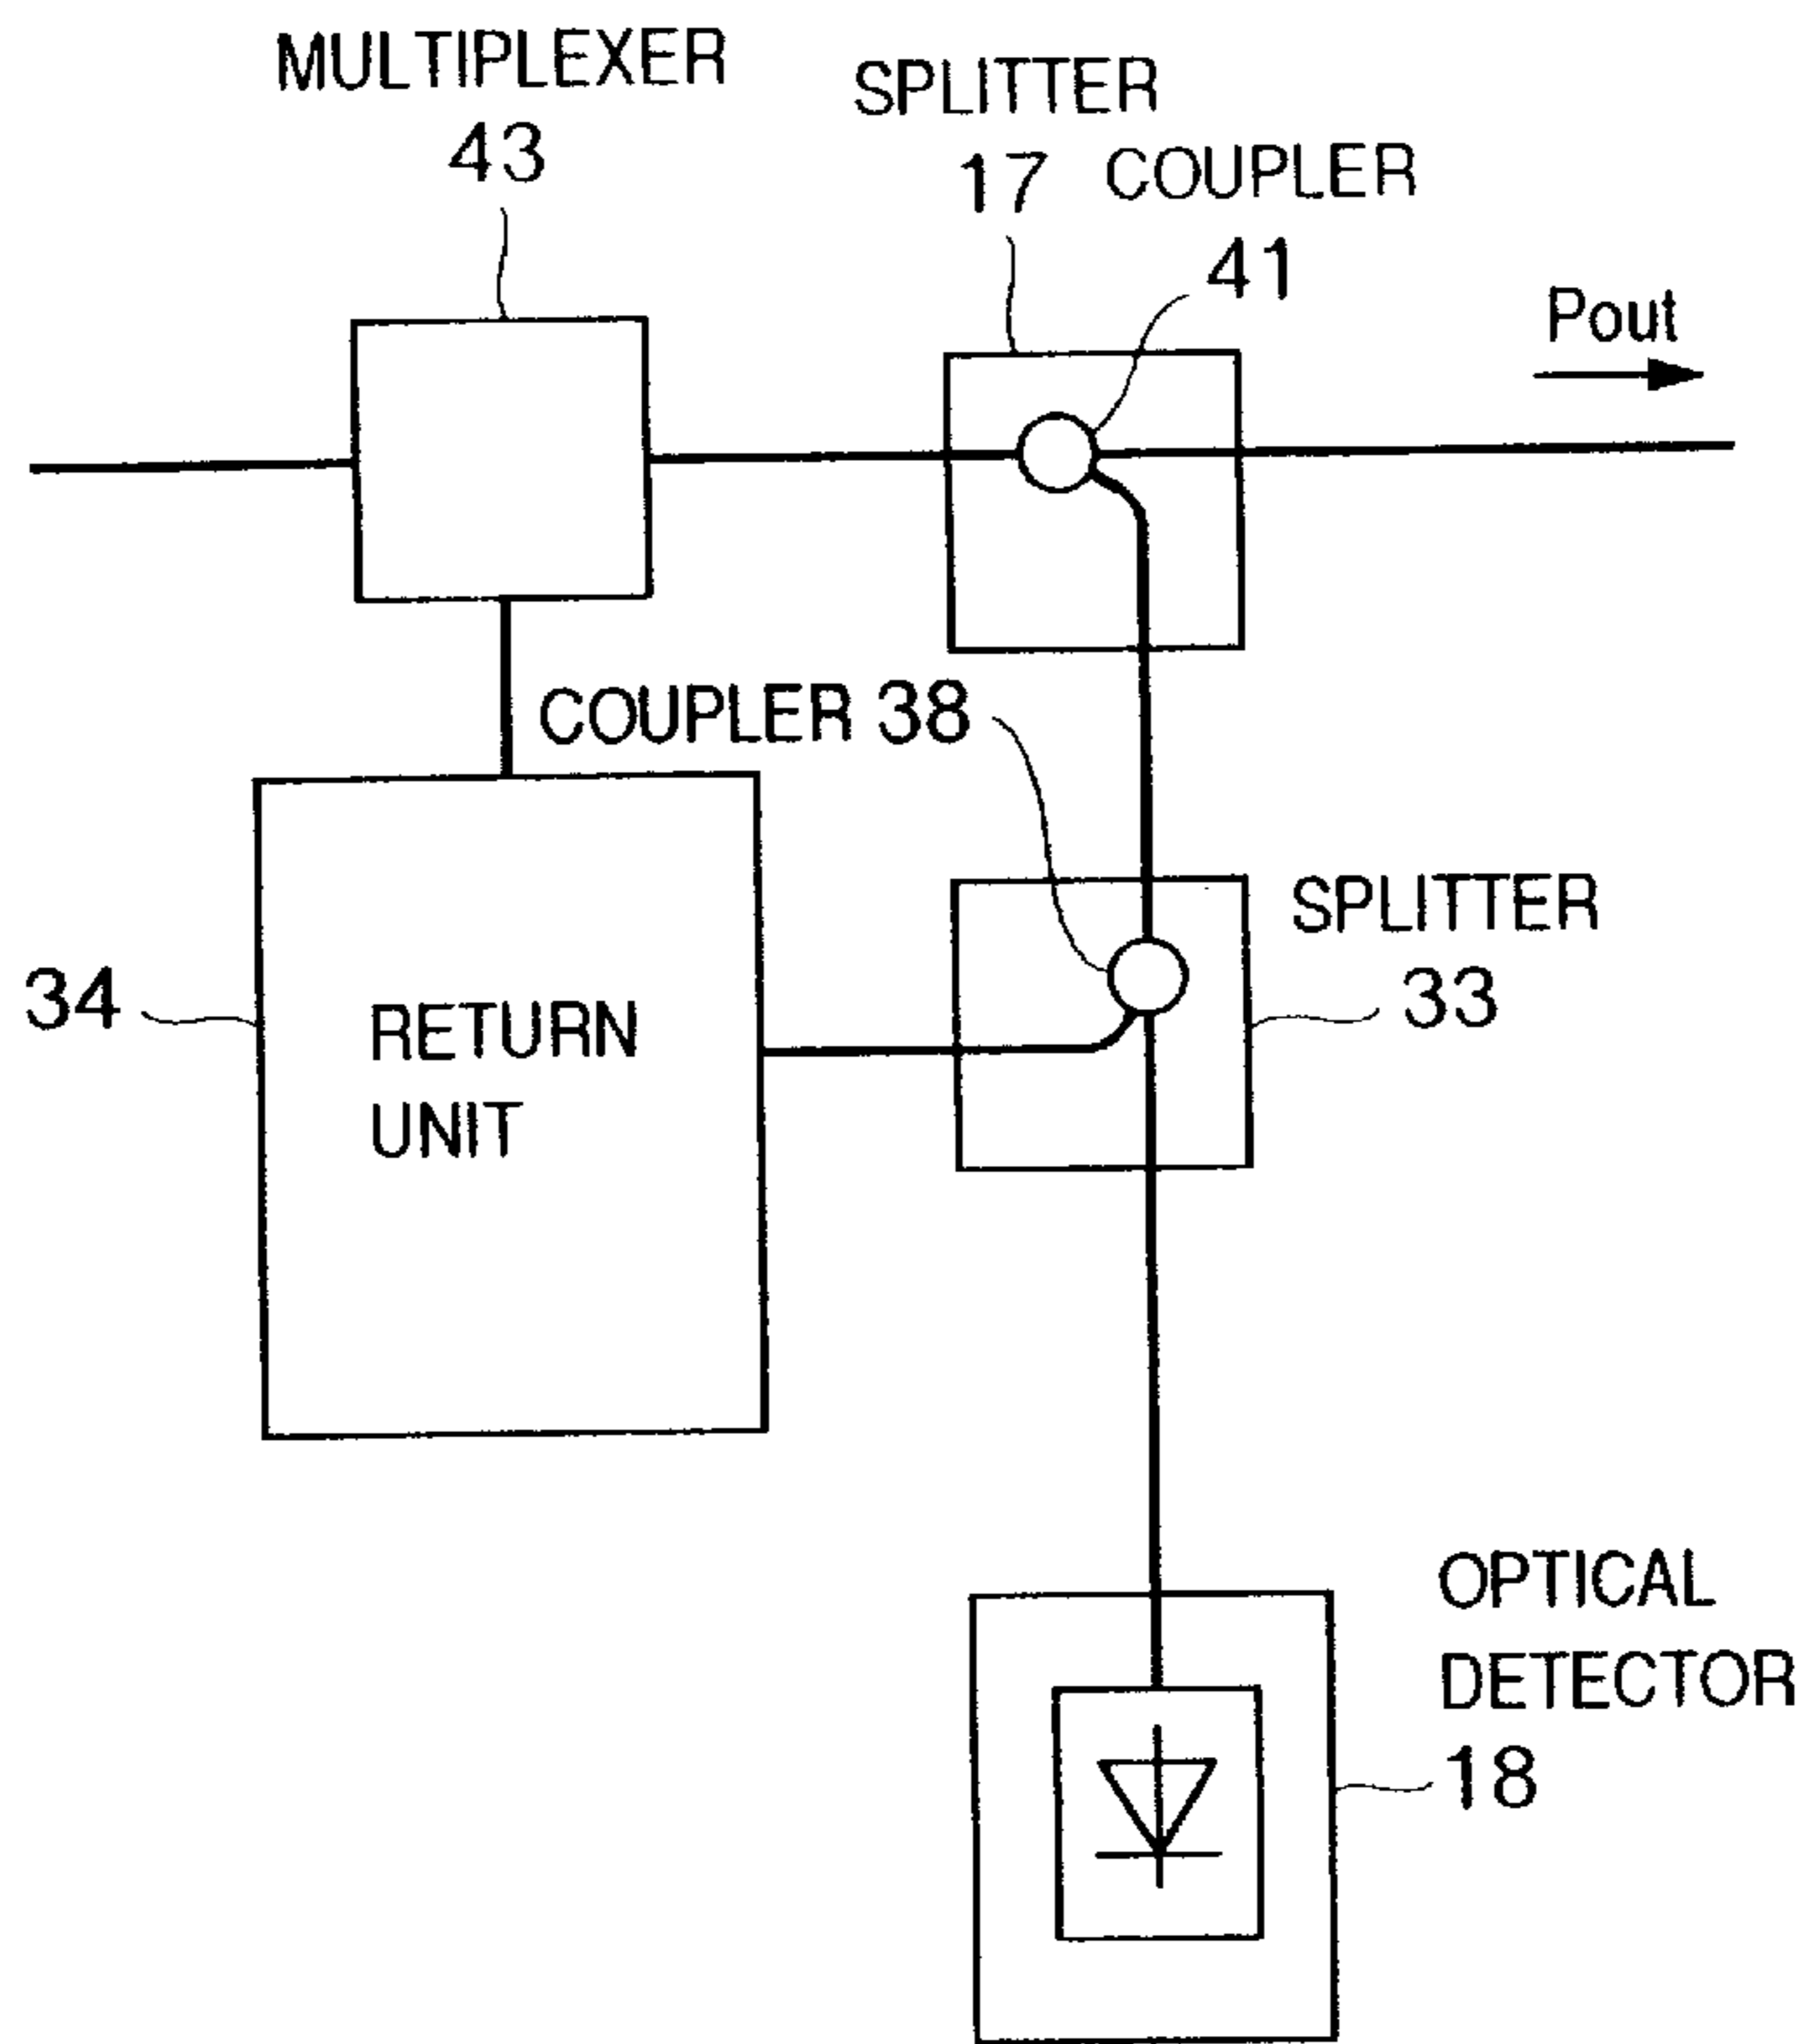 MULTIPLEXER
43
SPLITTER
17
COUPLER
41
Pout
COUPLER 38
SPLITTER
33
34
RETURN
UNIT
OPTICAL
DETECTOR
18